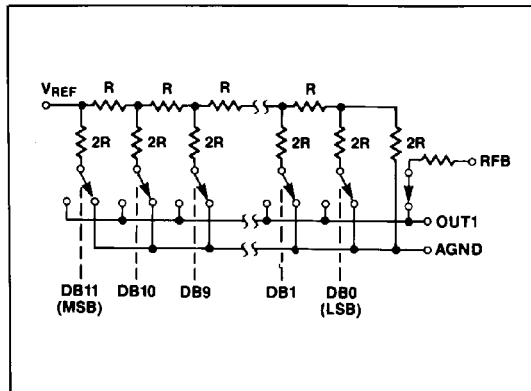 R R R R
VREF
2R 2R 2R 2R 2R 2R
RFB
OUT1
AGND
DB11 DB10 DB9 DB1 DB0
(MSB) (LSB)